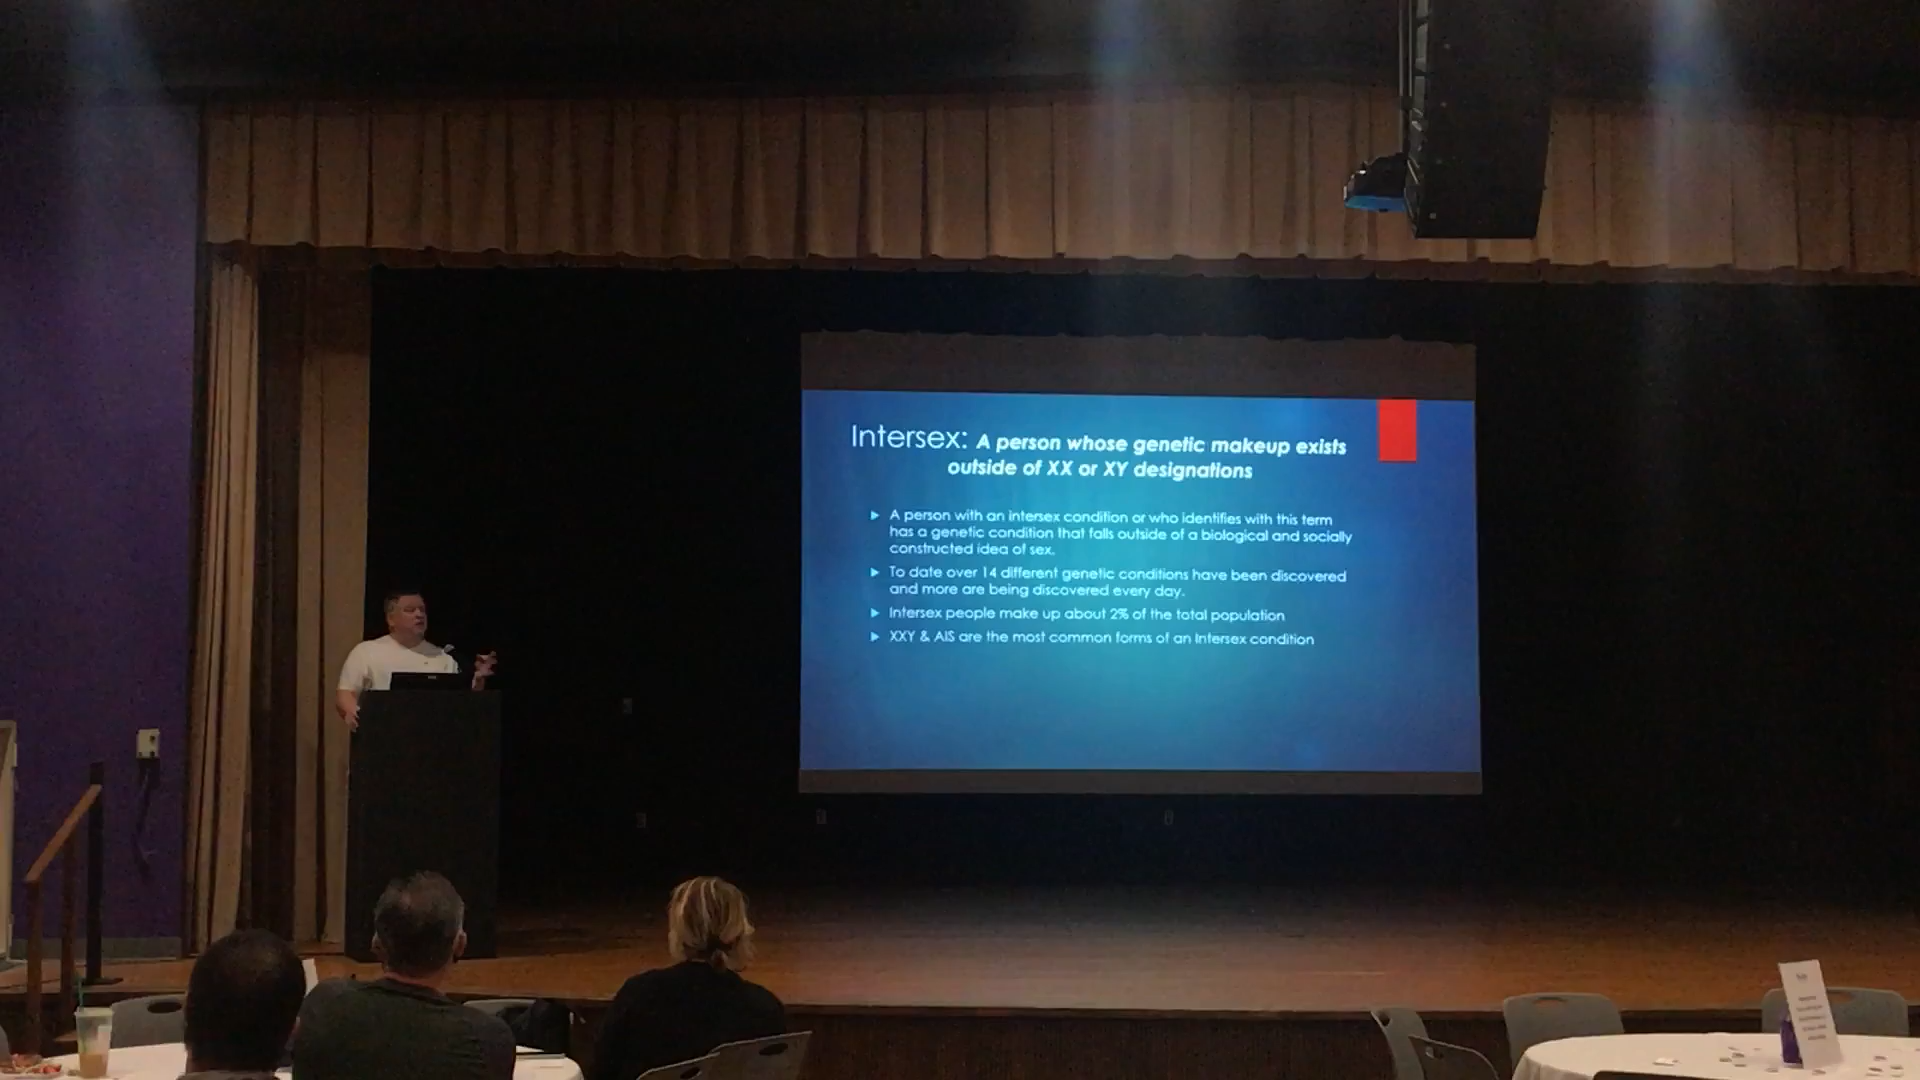 Intersex: A person whose genetic makeup exists
outside of XX or XY designations
A person with an intersex condition or who identifies with this term
has a genetic condition that falls outside of a biological and socially
constructed idea of sex.
To date over 14 different genetic conditions have been discovered
and more are being discovered every day.
Intersex people make up about 2% of the total population
XXY & AIS are the most common forms of an Intersex condition